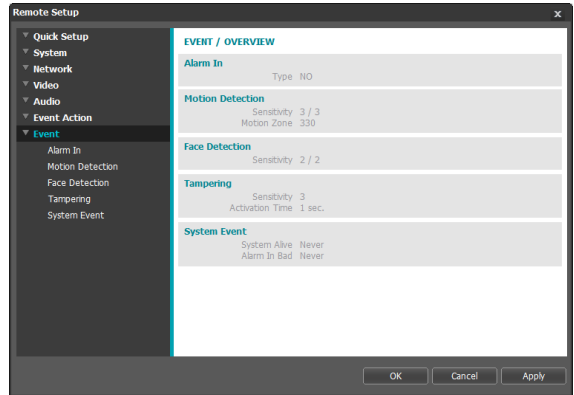 Remote Setup x
Quick Setup
System
Network
Video
Audio
Event Action
Event
Alarm In
Motion Detection
Face Detection
Tampering
System Event
EVENT / OVERVIEW
Alarm In
Type NO
Motion Detection
Sensitivity 3 / 3
Motion Zone 330
Face Detection
Sensitivity 2 / 2
Tampering
Sensitivity 3
Activation Time 1 sec.
System Event
System Alive Never
Alarm In Bad Never
OK Cancel Apply